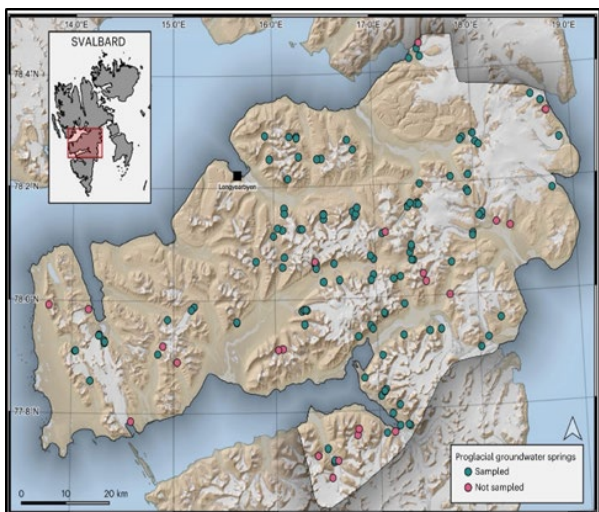 SVALBARD
14.0°E 15.0°E 16.0°E 17.0°E 18.0°E 19.0°E
78.4°N
78.2°N
Longyearbyen
78.0°N
77.8°N
Proglacial groundwater springs
Sampled
Not sampled
0 10 20 km